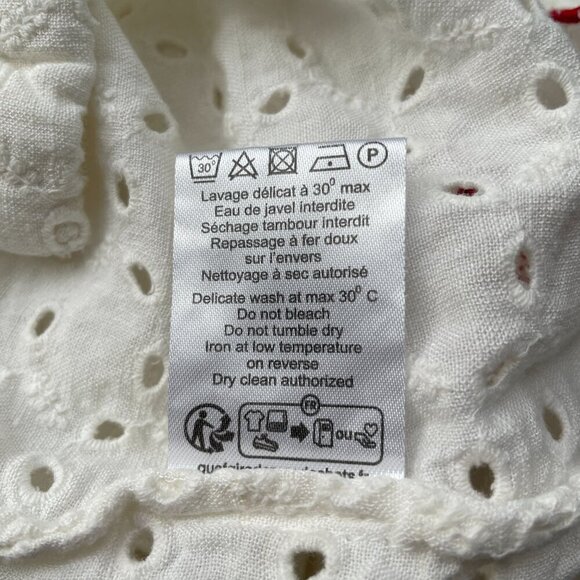 30°
P
Lavage délicat à 30⁰ max
Eau de javel interdite
Séchage tambour interdit
Repassage à fer doux
sur l'envers
Nettoyage à sec autorisé
Delicate wash at max 30⁰ C
Do not bleach
Do not tumble dry
Iron at low temperature
on reverse
Dry clean authorized
FR
OU